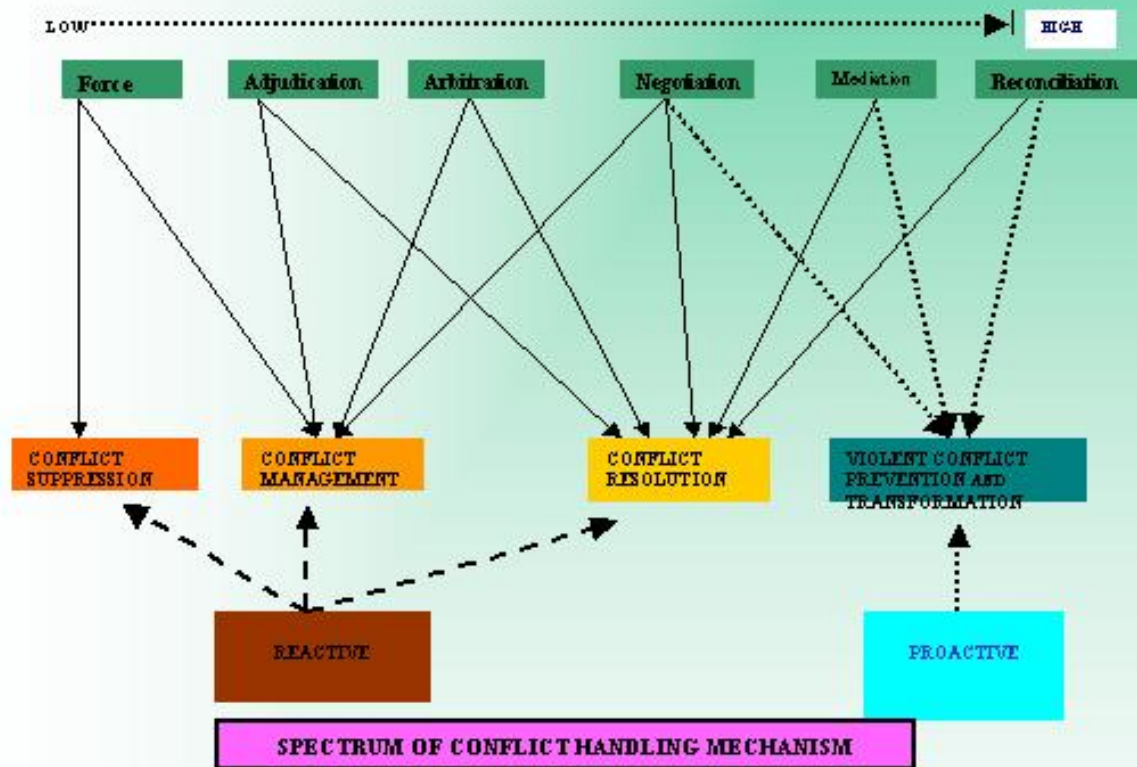 LOW
HIGH
Force
Adjudication
Arbitration
Negotiation
Mediation
Reconciliation
CONFLICT
SUPPRESSION
CONFLICT
MANAGEMENT
CONFLICT
RESOLUTION
VIOLENT CONFLICT
PREVENTION AND
TRANSFORMATION
REACTIVE
PROACTIVE
SPECTRUM OF CONFLICT HANDLING MECHANISM